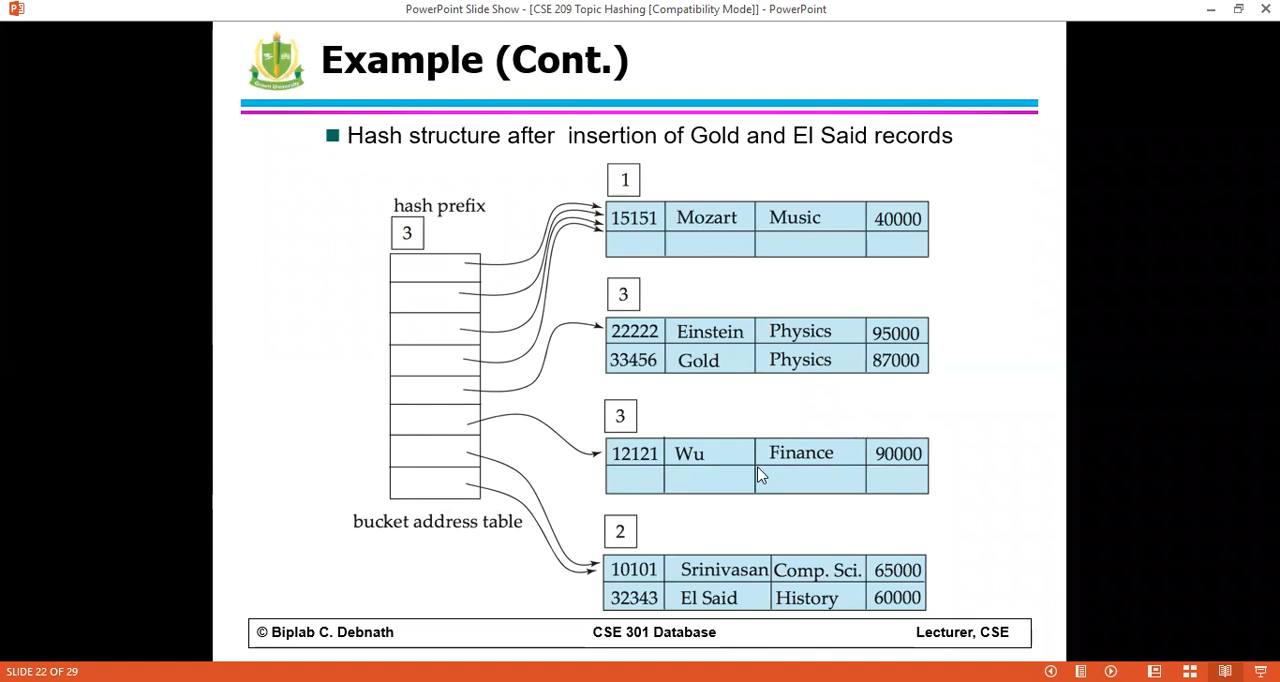 PowerPoint Slide Show - [CSE 209 Topic Hashing [Compatibility Mode]] - PowerPoint
Example (Cont.)
Hash structure after insertion of Gold and El Said records
hash prefix
3
bucket address table
1
15151 Mozart Music 40000
3
22222 Einstein Physics 95000
33456 Gold Physics 87000
3
12121 Wu Finance 90000
2
10101 Srinivasan Comp. Sci. 65000
32343 El Said History 60000
© Biplab C. Debnath CSE 301 Database Lecturer, CSE
SLIDE 22 OF 29